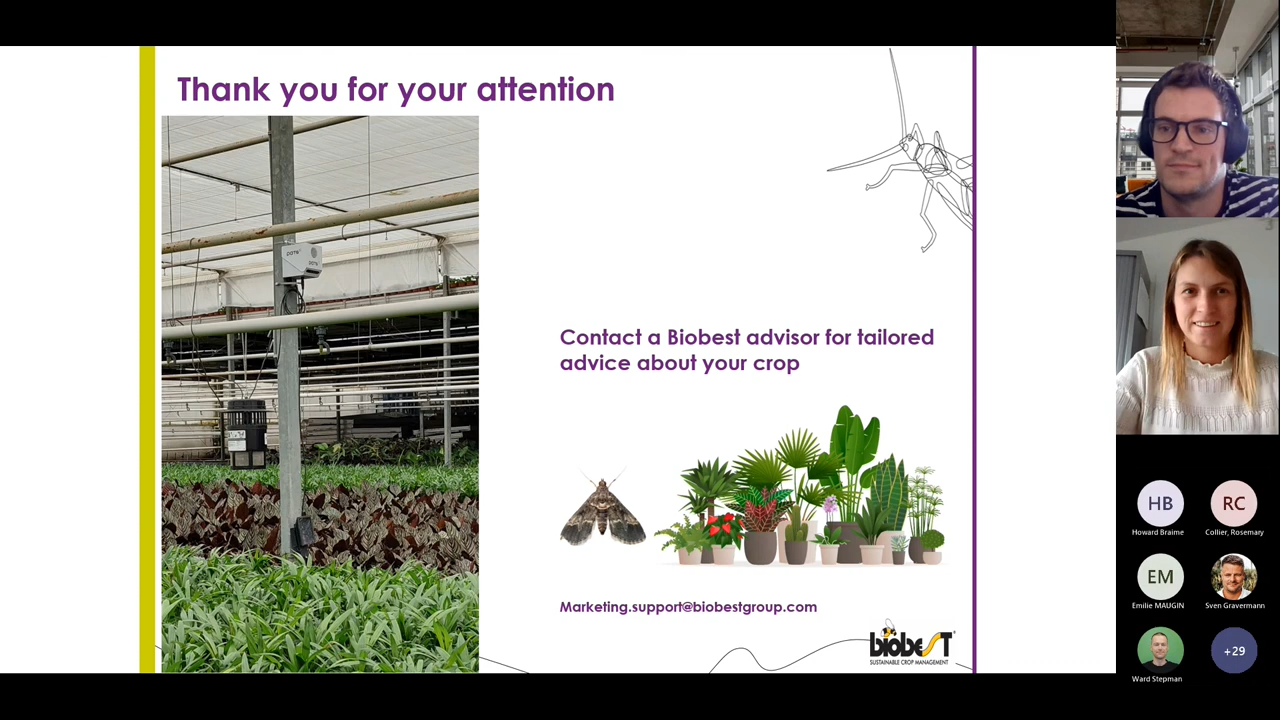 Thank you for your attention
PATS
Contact a Biobest advisor for tailored
advice about your crop
Marketing.support@biobestgroup.com
biobest
SUSTAINABLE CROP MANAGEMENT
HB
RC
Howard Braime
Collier, Rosemary
EM
Emilie MAUGIN
Sven Gravermann
+29
Ward Stepman